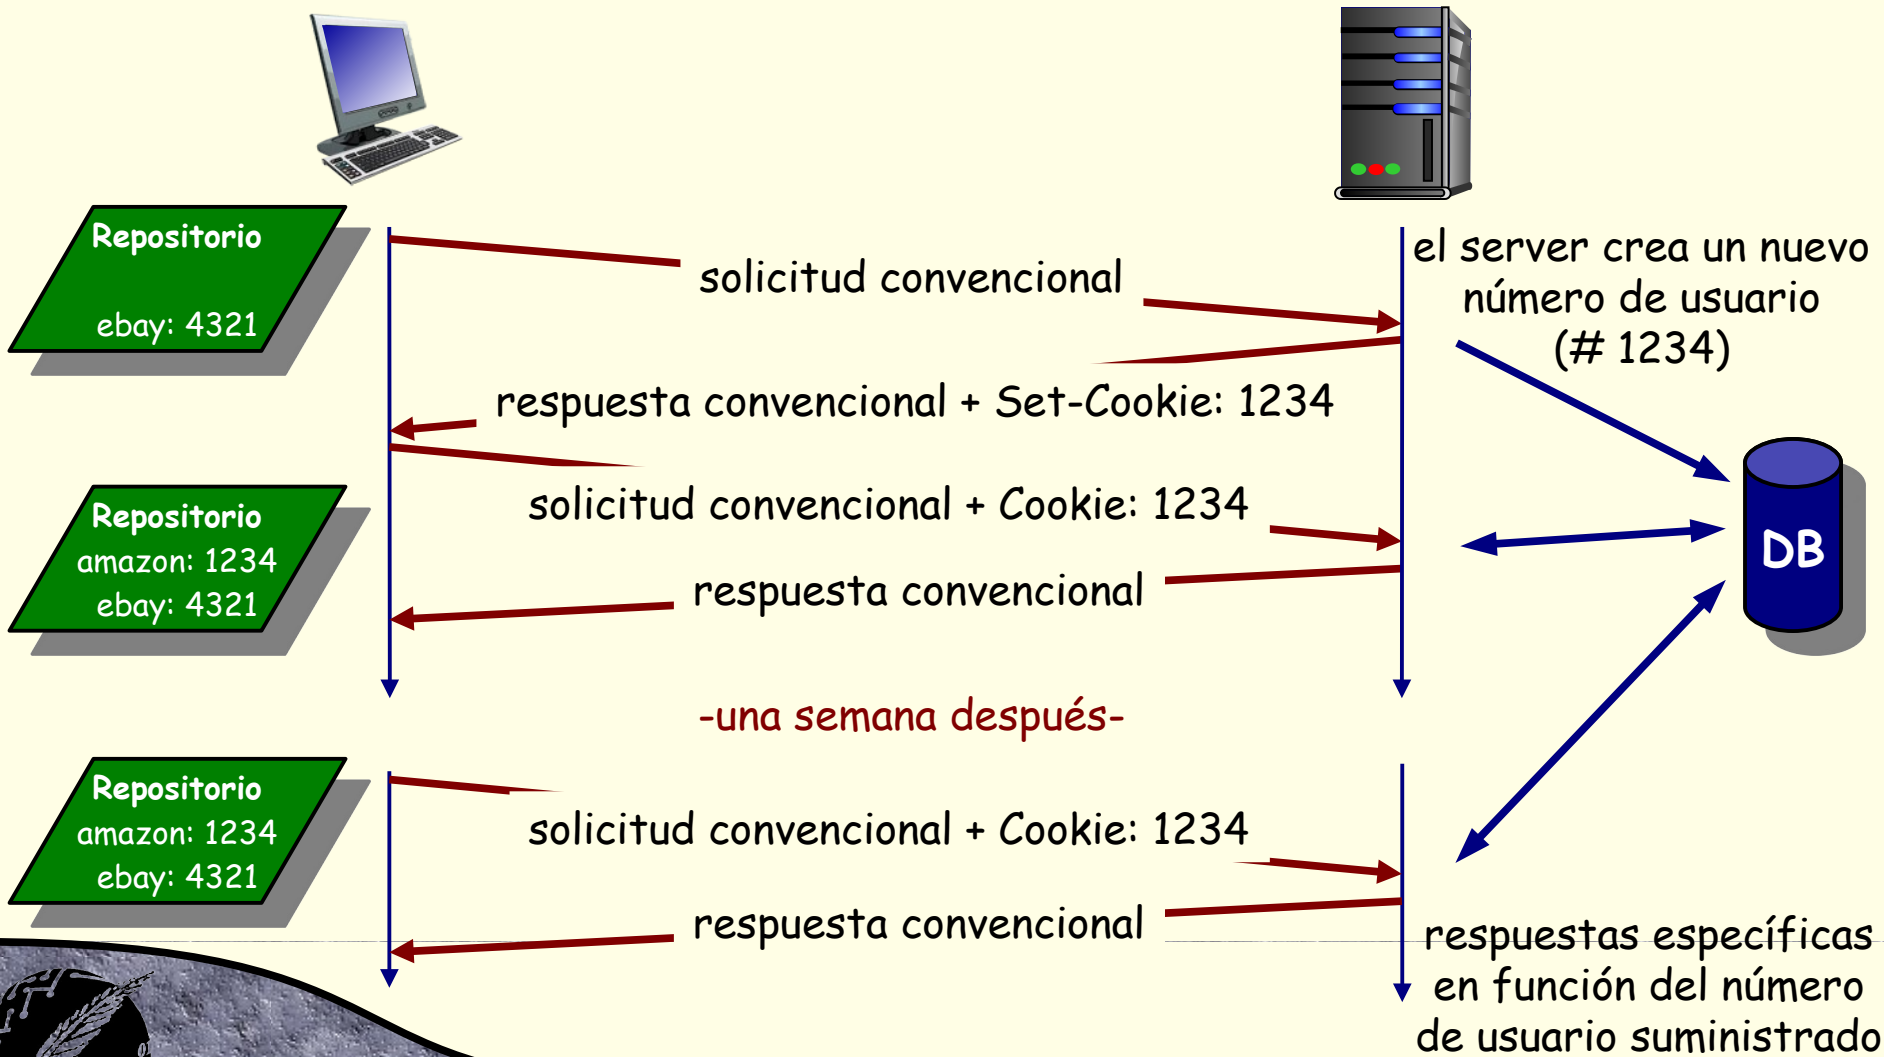 Repositorio
ebay: 4321
solicitud convencional
el server crea un nuevo
número de usuario
(# 1234)
respuesta convencional + Set-Cookie: 1234
Repositorio
amazon: 1234
ebay: 4321
solicitud convencional + Cookie: 1234
respuesta convencional
DB
-una semana después-
Repositorio
amazon: 1234
ebay: 4321
solicitud convencional + Cookie: 1234
respuesta convencional
respuestas específicas
en función del número
de usuario suministrado